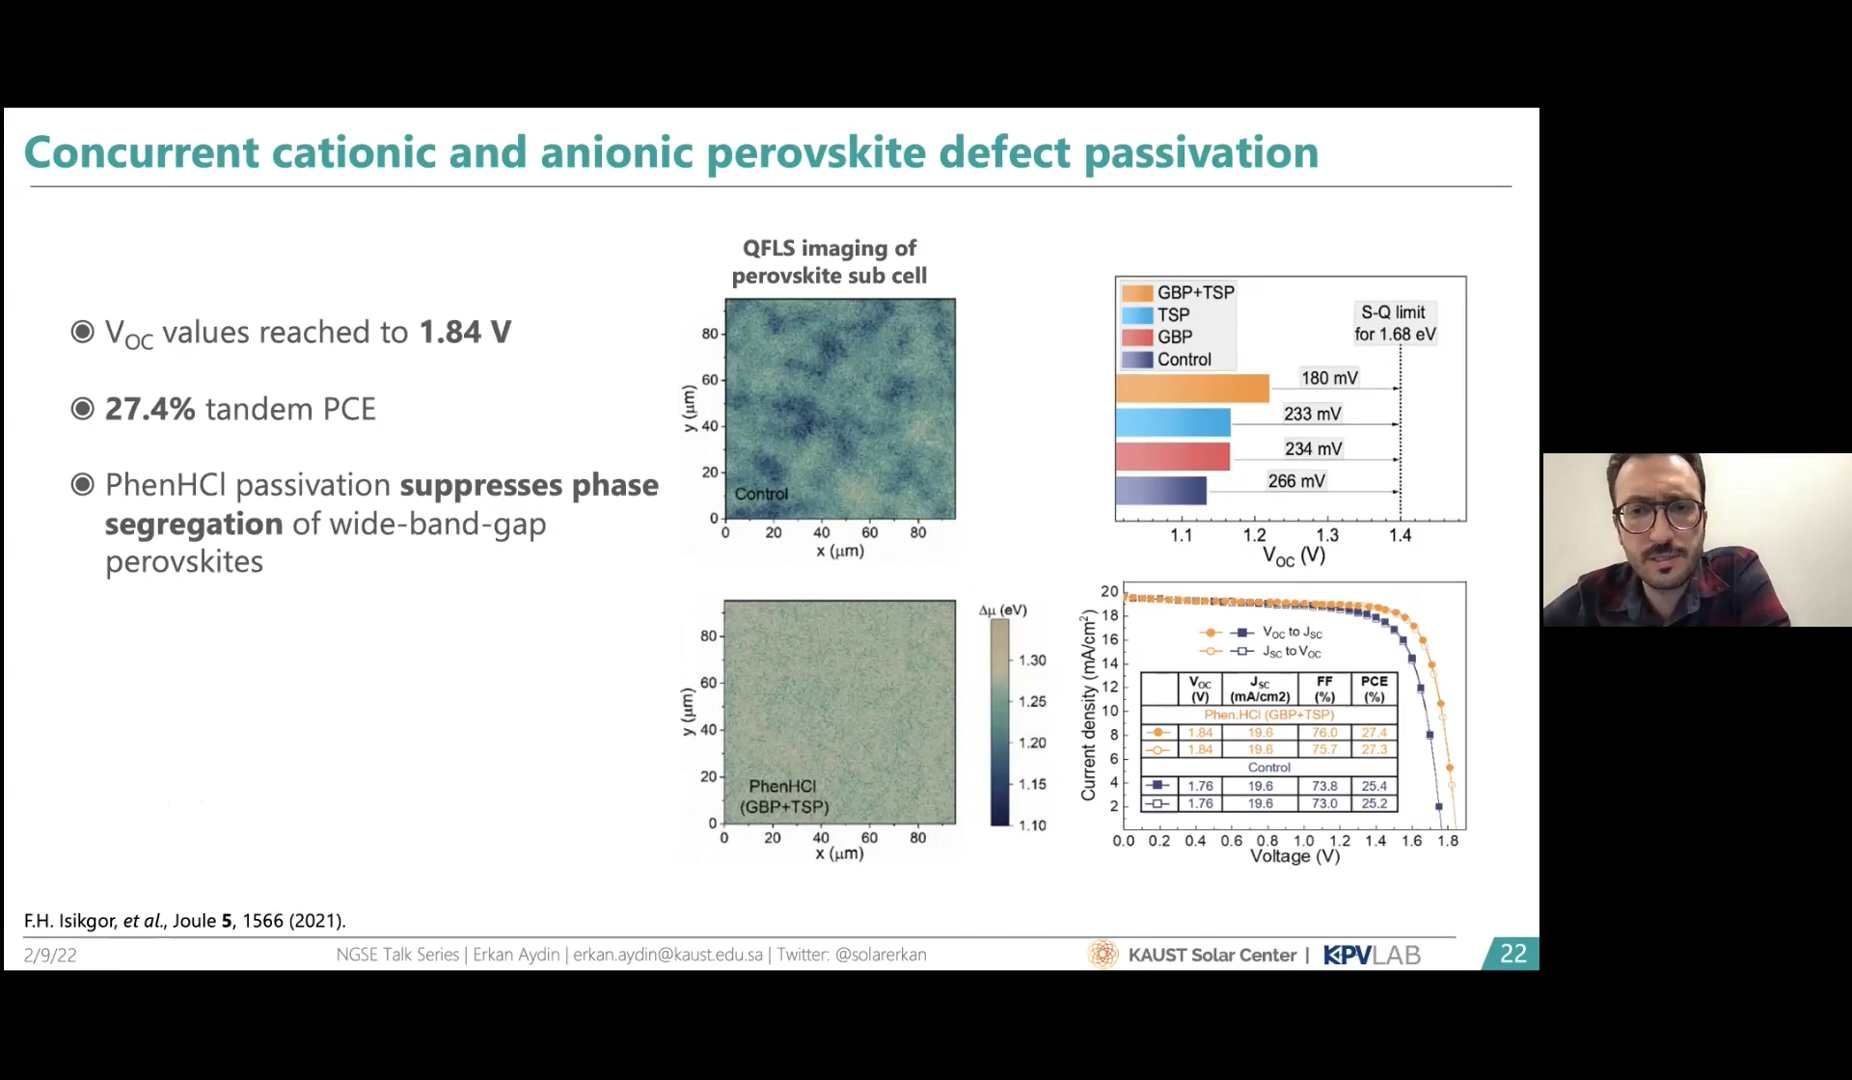 Concurrent cationic and anionic perovskite defect passivation
◉ VOC values reached to 1.84 V
◉ 27.4% tandem PCE
◉ PhenHCl passivation suppresses phase
segregation of wide-band-gap
perovskites
QFLS imaging of
perovskite sub cell
80
60
y (µm)
40
20
Control
0
0 20 40 60 80
x (µm)
80
60
y (µm)
40
20
PhenHCl
(GBP+TSP)
0
0 20 40 60 80
x (µm)
Δµ (eV)
1.30
1.25
1.20
1.15
1.10
GBP+TSP
TSP
GBP
Control
S-Q limit
for 1.68 eV
180 mV
233 mV
234 mV
266 mV
1.1 1.2 1.3 1.4
VOC (V)
20
18
16
14
12
10
8
6
4
2
Current density (mA/cm²)
VOC to JSC
JSC to VOC
VOC (V) JSC (mA/cm2) FF (%) PCE (%)
Phen.HCl (GBP+TSP)
1.84 19.6 76.0 27.4
1.84 19.6 75.7 27.3
Control
1.76 19.6 73.8 25.4
1.76 19.6 73.0 25.2
0.0 0.2 0.4 0.6 0.8 1.0 1.2 1.4 1.6 1.8
Voltage (V)
F.H. Isikgor, et al., Joule 5, 1566 (2021).
2/9/22
NGSE Talk Series | Erkan Aydin | erkan.aydin@kaust.edu.sa | Twitter: @solarerkan
KAUST Solar Center | KPVLAB
22